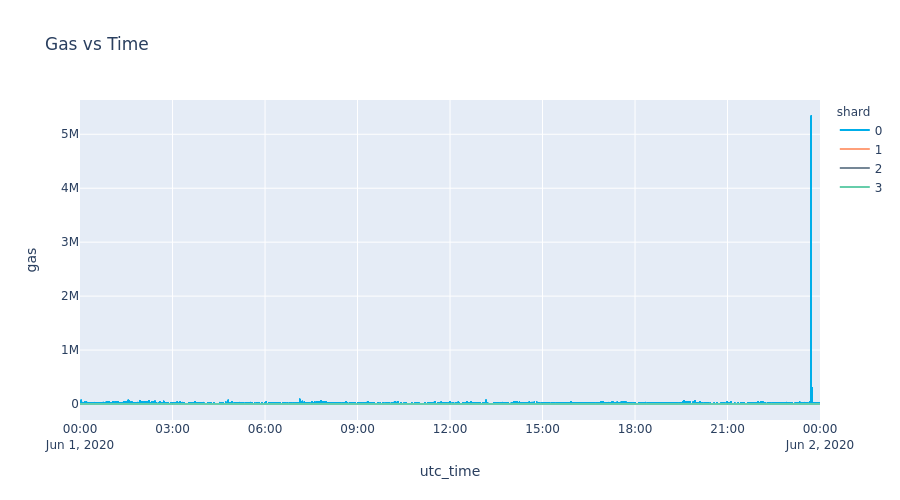 Gas vs Time
shard
0
1
2
3
gas
5M
4M
3M
2M
1M
0
00:00 03:00 06:00 09:00 12:00 15:00 18:00 21:00 00:00
Jun 1, 2020 Jun 2, 2020
utc_time